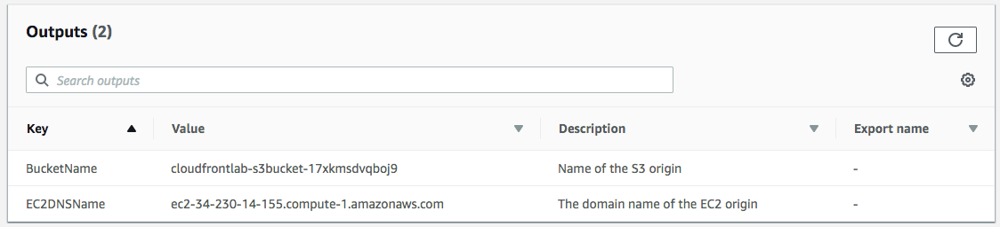 Outputs (2)
Search outputs
Key Value Description Export name
BucketName cloudfrontlab-s3bucket-17xkmsdvqboj9 Name of the S3 origin -
EC2DNSName ec2-34-230-14-155.compute-1.amazonaws.com The domain name of the EC2 origin -